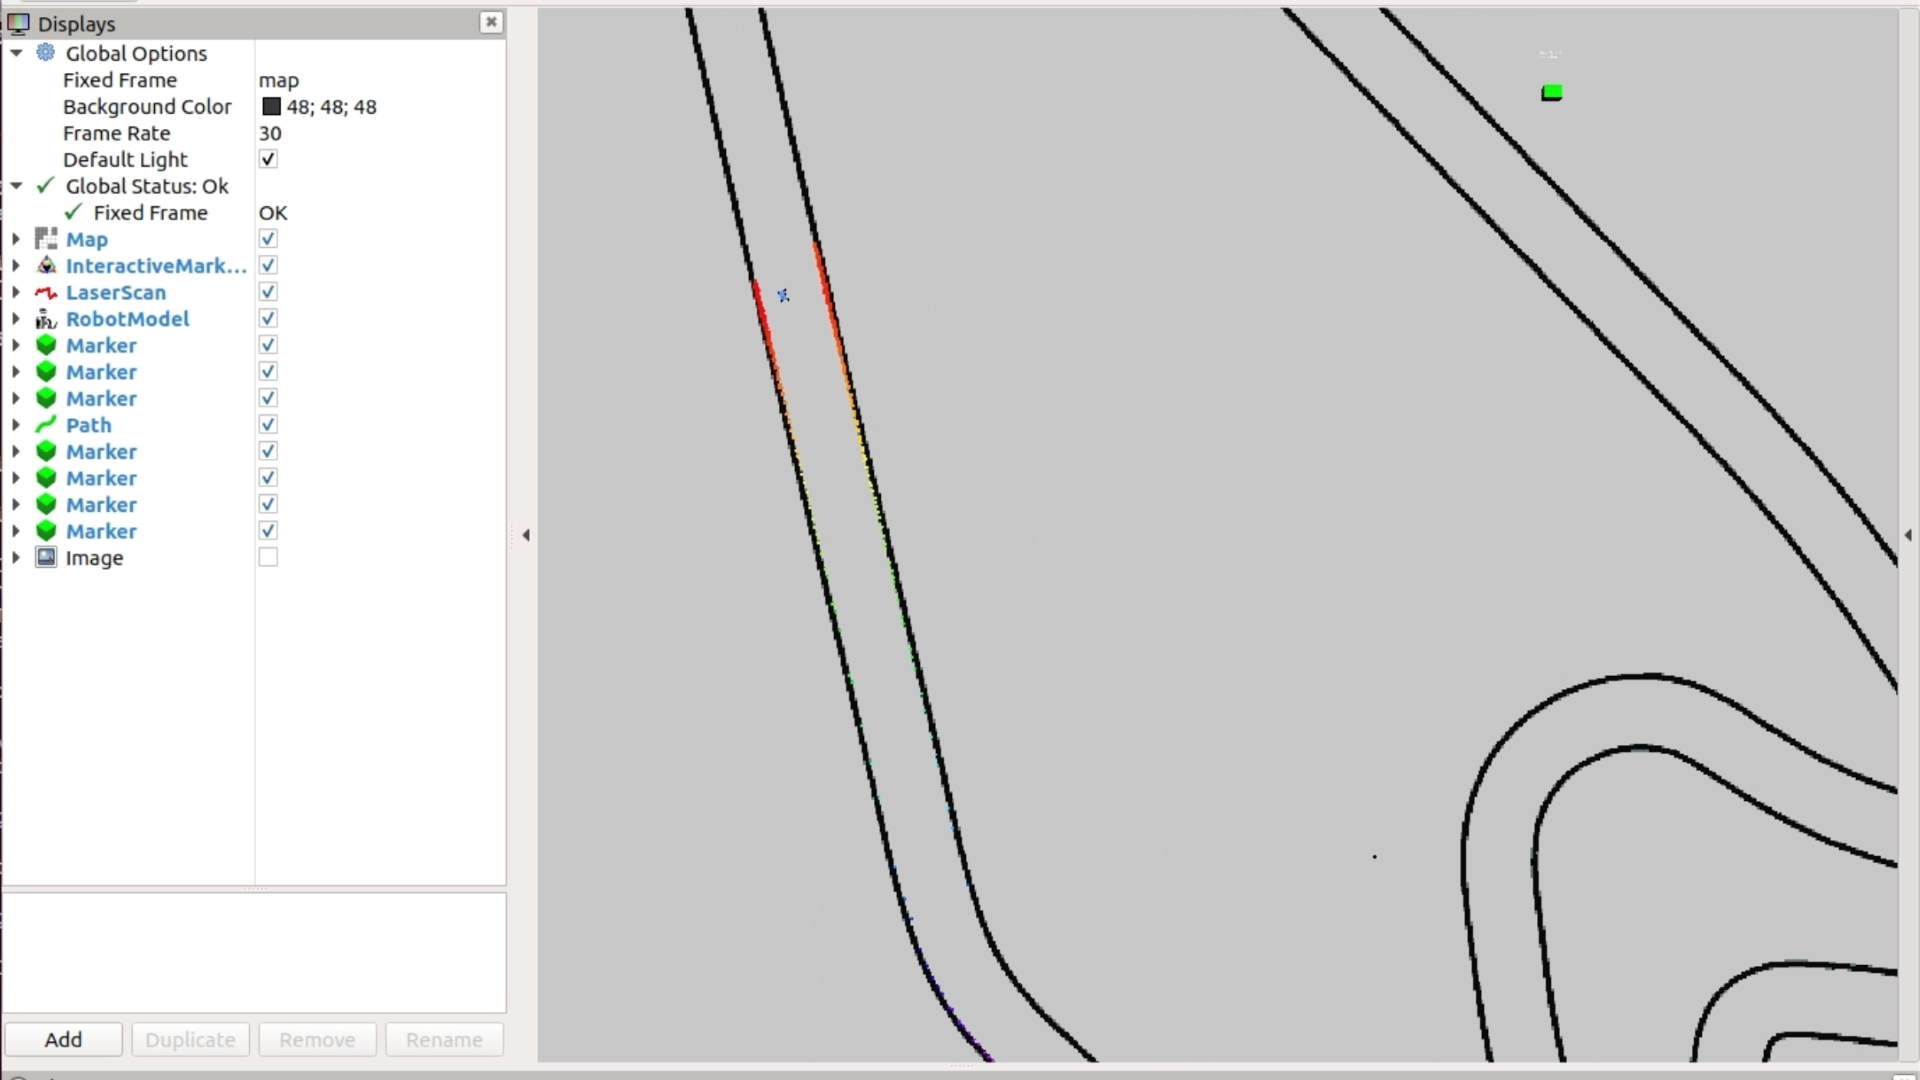 Displays
Global Options
Fixed Frame map
Background Color 48; 48; 48
Frame Rate 30
Default Light
Global Status: Ok
Fixed Frame OK
Map
InteractiveMark...
LaserScan
RobotModel
Marker
Marker
Marker
Path
Marker
Marker
Marker
Marker
Image
Add Duplicate Remove Rename